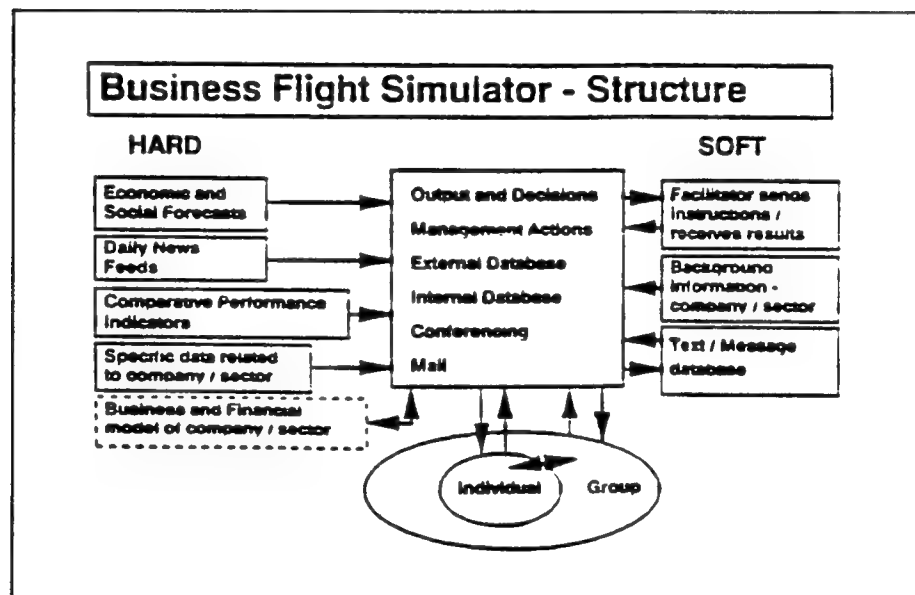 Business Flight Simulator - Structure
HARD
SOFT
Economic and
Social Forecasts
Daily News
Feeds
Comparative Performance
Indicators
Specific data related
to company / sector
Business and Financial
model of company / sector
Output and Decisions
Management Actions
External Database
Internal Database
Conferencing
Mail
Facilitator sends
instructions /
receives results
Background
information -
company / sector
Text / Message
database
Individual
Group